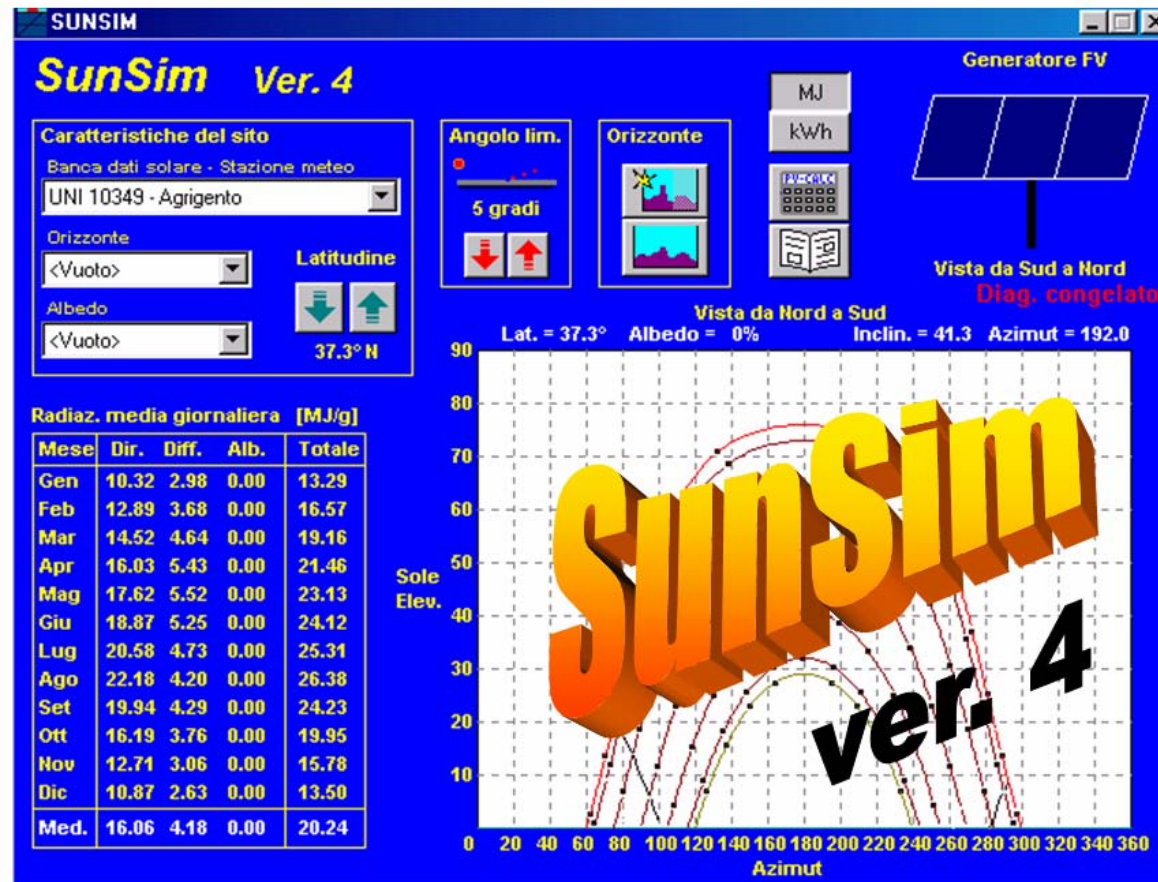 SUNSIM
SunSim Ver. 4
Caratteristiche del sito
Banca dati solare - Stazione meteo
UNI 10349 - Agrigento
Orizzonte
<Vuoto>
Albedo
<Vuoto>
Latitudine
37.3° N
Angolo lim.
5 gradi
Orizzonte
MJ
kWh
PV-CALC
Generatore FV
Vista da Sud a Nord
Diag. congelato
Vista da Nord a Sud
Lat. = 37.3° Albedo = 0% Inclin. = 41.3 Azimut = 192.0
Radiaz. media giornaliera [MJ/g]
Mese Dir. Diff. Alb. Totale
Gen 10.32 2.98 0.00 13.29
Feb 12.89 3.68 0.00 16.57
Mar 14.52 4.64 0.00 19.16
Apr 16.03 5.43 0.00 21.46
Mag 17.62 5.52 0.00 23.13
Giu 18.87 5.25 0.00 24.12
Lug 20.58 4.73 0.00 25.31
Ago 22.18 4.20 0.00 26.38
Set 19.94 4.29 0.00 24.23
Ott 16.19 3.76 0.00 19.95
Nov 12.71 3.06 0.00 15.78
Dic 10.87 2.63 0.00 13.50
Med. 16.06 4.18 0.00 20.24
90
80
70
60
50
40
30
20
10
Sole
Elev.
SunSim
ver. 4
0 20 40 60 80 100 120 140 160 180 200 220 240 260 280 300 320 340 360
Azimut